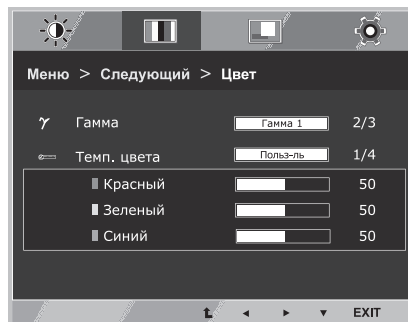 Меню > Следующий > Цвет
γ Гамма Гамма 1 2/3
Темп. цвета Польз-ль 1/4
Красный 50
Зеленый 50
Синий 50
EXIT